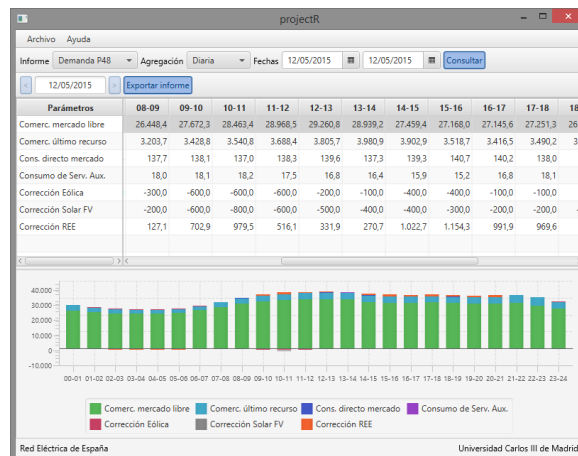 projectR
Archivo Ayuda
Informe Demanda P48 Agregación Diaria Fechas 12/05/2015 12/05/2015 Consultar
< 12/05/2015 > Exportar informe
Parámetros 08-09 09-10 10-11 11-12 12-13 13-14 14-15 15-16 16-17 17-18 18
Comerc. mercado libre 26.448,4 27.672,3 28.463,4 28.968,5 29.260,8 28.939,2 27.459,4 27.168,0 27.145,6 27.251,3 26
Comerc. último recurso 3.203,7 3.428,8 3.540,8 3.688,4 3.805,7 3.980,9 3.902,9 3.518,7 3.416,5 3.490,2 3
Cons. directo mercado 137,7 138,1 137,0 138,3 139,6 137,3 139,3 140,7 140,2 138,0
Consumo de Serv. Aux. 18,0 18,1 18,2 17,5 16,8 16,4 15,9 15,2 16,8 18,1
Corrección Eólica -300,0 -600,0 -600,0 -600,0 -200,0 -100,0 -400,0 -400,0 -100,0 -100,0
Corrección Solar FV -200,0 -600,0 -800,0 -600,0 -500,0 -400,0 -400,0 -300,0 -200,0 -200,0
Corrección REE 127,1 702,9 979,5 516,1 331,9 270,7 1.022,7 1.154,3 991,9 969,6
40.000
30.000
20.000
10.000
0
-10.000
00-01 01-02 02-03 03-04 04-05 05-06 06-07 07-08 08-09 09-10 10-11 11-12 12-13 13-14 14-15 15-16 16-17 17-18 18-19 19-20 20-21 21-22 22-23 23-24
Comerc. mercado libre Comerc. último recurso Cons. directo mercado Consumo de Serv. Aux.
Corrección Eólica Corrección Solar FV Corrección REE
Red Eléctrica de España Universidad Carlos III de Madrid